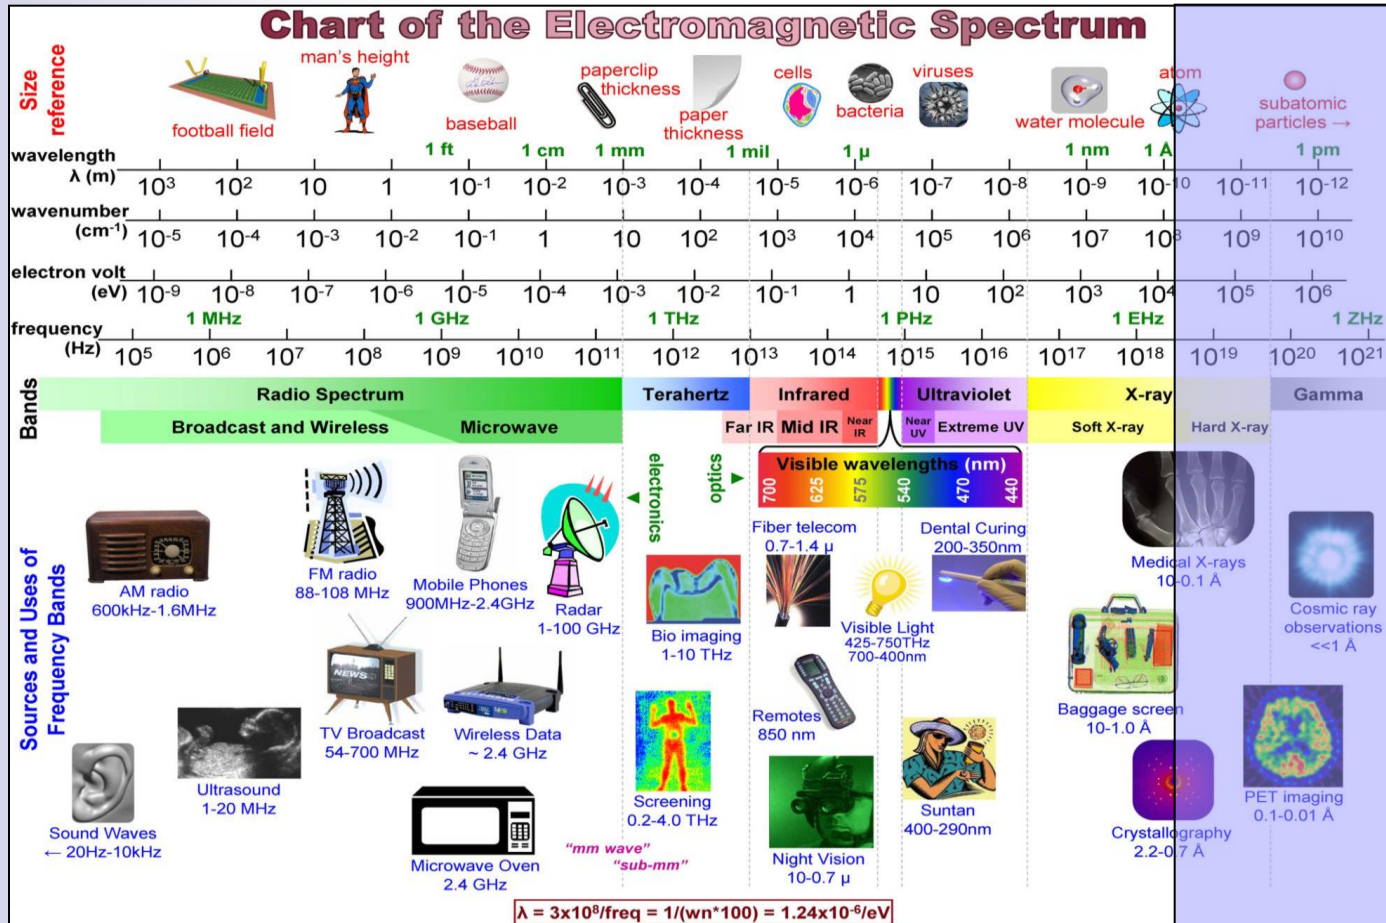 Chart of the Electromagnetic Spectrum
Size
reference
football field
man's height
baseball
paperclip
thickness
paper
thickness
cells
bacteria
viruses
water molecule
atom
subatomic
particles →
1 ft
1 cm
1 mm
1 mil
1 µ
1 nm
1 Å
1 pm
wavelength
λ (m)
10³ 10² 10 1 10⁻¹ 10⁻² 10⁻³ 10⁻⁴ 10⁻⁵ 10⁻⁶ 10⁻⁷ 10⁻⁸ 10⁻⁹ 10⁻¹⁰ 10⁻¹¹ 10⁻¹²
wavenumber
(cm⁻¹)
10⁻⁵ 10⁻⁴ 10⁻³ 10⁻² 10⁻¹ 1 10 10² 10³ 10⁴ 10⁵ 10⁶ 10⁷ 10⁸ 10⁹ 10¹⁰
electron volt
(eV)
10⁻⁹ 10⁻⁸ 10⁻⁷ 10⁻⁶ 10⁻⁵ 10⁻⁴ 10⁻³ 10⁻² 10⁻¹ 1 10¹ 10² 10³ 10⁴ 10⁵ 10⁶
1 MHz
1 GHz
1 THz
1 PHz
1 EHz
1 ZHz
frequency
(Hz)
10⁵ 10⁶ 10⁷ 10⁸ 10⁹ 10¹⁰ 10¹¹ 10¹² 10¹³ 10¹⁴ 10¹⁵ 10¹⁶ 10¹⁷ 10¹⁸ 10¹⁹ 10²⁰ 10²¹
Bands
Radio Spectrum
Terahertz
Infrared
Ultraviolet
X-ray
Gamma
Broadcast and Wireless
Microwave
Far IR
Mid IR
Near
IR
Near
UV
Extreme UV
Soft X-ray
Hard X-ray
electronics
optics
Visible wavelengths (nm)
700
625
575
540
470
440
Sources and Uses of
Frequency Bands
AM radio
600kHz-1.6MHz
FM radio
88-108 MHz
Mobile Phones
900MHz-2.4GHz
Radar
1-100 GHz
Bio imaging
1-10 THz
Fiber telecom
0.7-1.4 µ
Visible Light
425-750THz
700-400nm
Dental Curing
200-350nm
Medical X-rays
10-0.1 Å
Cosmic ray
observations
<<1 Å
Sound Waves
← 20Hz-10kHz
Ultrasound
1-20 MHz
NEWS
TV Broadcast
54-700 MHz
Wireless Data
~ 2.4 GHz
Screening
0.2-4.0 THz
Remotes
850 nm
Suntan
400-290nm
Baggage screen
10-1.0 Å
PET imaging
0.1-0.01 Å
Microwave Oven
2.4 GHz
"mm wave"
"sub-mm"
Night Vision
10-0.7 µ
Crystallography
2.2-0.7 Å
λ = 3x10⁸/freq = 1/(wn*100) = 1.24x10⁻⁶/eV